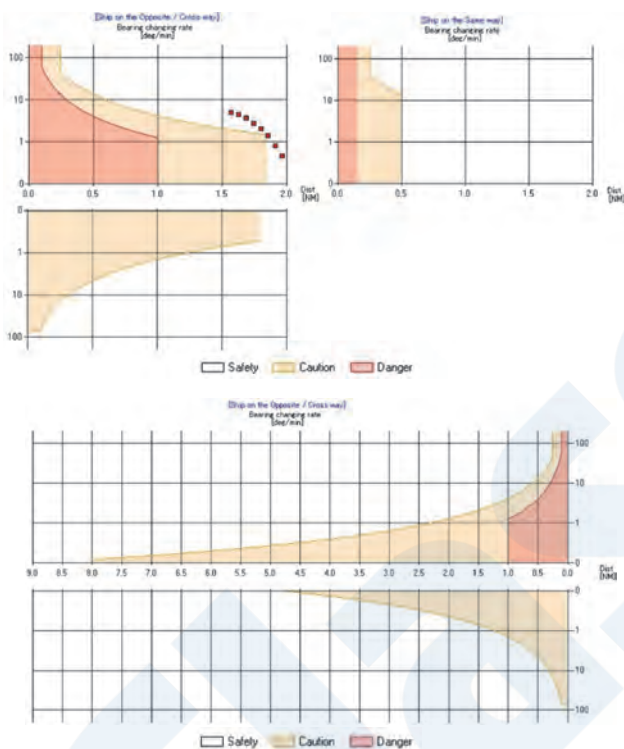 [Ship on the Opposite / Cross way]
Bearing changing rate
[deg/min]
100
10
1
0
0.0 0.5 1.0 1.5 2.0 Dist
[NM]
0
1
10
100
[Ship on the Same way]
Bearing changing rate
[deg/min]
100
10
1
0
0.0 0.5 1.0 1.5 2.0 Dist
[NM]
Safety Caution Danger
[Ship on the Opposite / Cross way]
Bearing changing rate
[deg/min]
100
10
1
0
9.0 8.5 8.0 7.5 7.0 6.5 6.0 5.5 5.0 4.5 4.0 3.5 3.0 2.5 2.0 1.5 1.0 0.5 0.0 Dist
[NM]
0
1
10
100
Safety Caution Danger